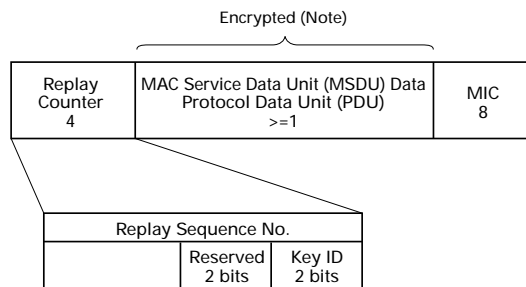 Encrypted (Note)
Replay
Counter
4
MAC Service Data Unit (MSDU) Data
Protocol Data Unit (PDU)
>=1
MIC
8
Replay Sequence No.
Reserved
2 bits
Key ID
2 bits